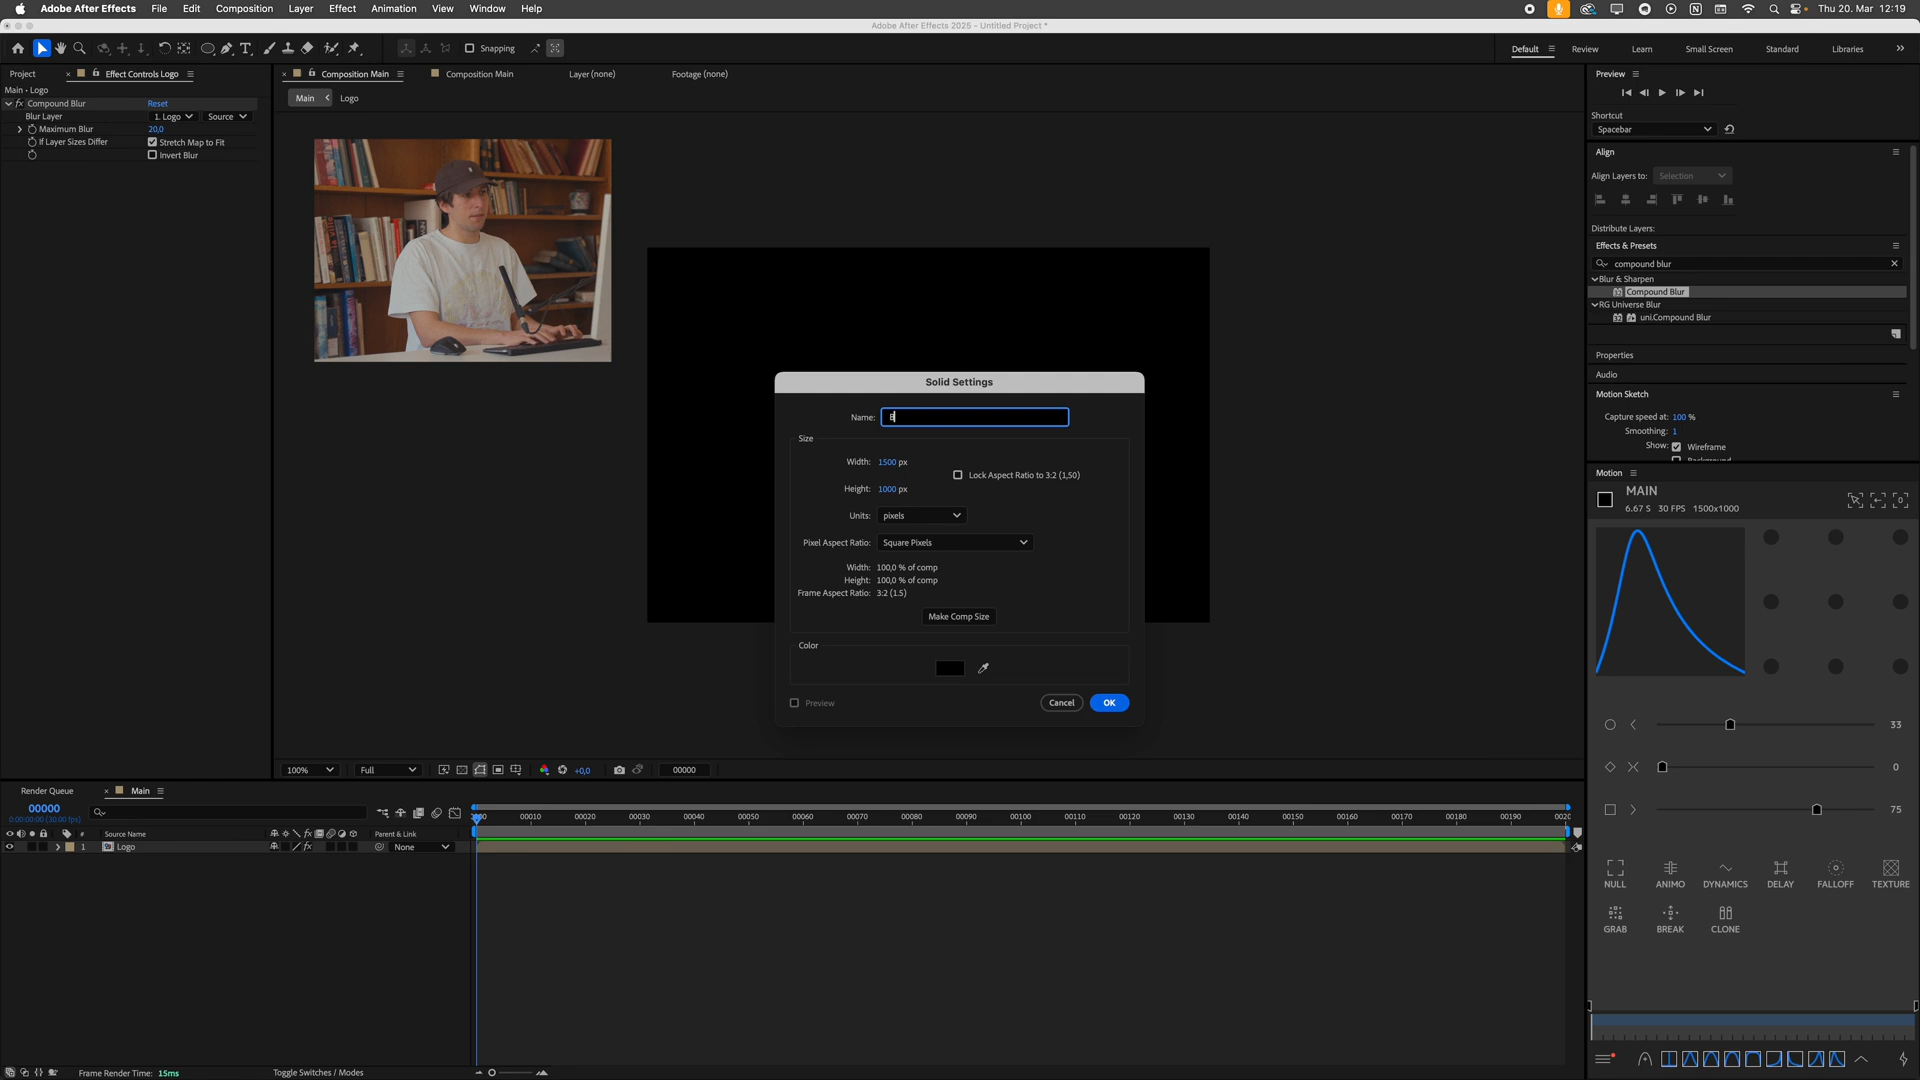 Adobe After Effects File Edit Composition Layer Effect Animation View Window Help Thu 20. Mar 12:19
Adobe After Effects 2025 - Untitled Project *
Snapping Default Review Learn Small Screen Standard Libraries
Project Effect Controls Logo Composition Main Composition Main Layer (none) Footage (none) Preview
Main • Logo
Main Logo
fx Compound Blur Reset
Blur Layer 1. Logo Source
Maximum Blur 20,0
If Layer Sizes Differ Stretch Map to Fit
Invert Blur
Shortcut
Spacebar
Align
Align Layers to: Selection
Distribute Layers:
Effects & Presets
compound blur
Blur & Sharpen
Compound Blur
RG Universe Blur
uni.Compound Blur
Properties
Audio
Motion Sketch
Capture speed at: 100 %
Smoothing: 1
Show: Wireframe
Background
Solid Settings
Name: B
Size
Width: 1500 px
Lock Aspect Ratio to 3:2 (1,50)
Height: 1000 px
Units: pixels
Pixel Aspect Ratio: Square Pixels
Width: 100,0 % of comp
Height: 100,0 % of comp
Frame Aspect Ratio: 3:2 (1.5)
Make Comp Size
Color
Preview Cancel OK
Motion
MAIN
6.67 S 30 FPS 1500x1000
33
0
75
NULL ANIMO DYNAMICS DELAY FALLOFF TEXTURE
GRAB BREAK CLONE
100% Full +0,0 00000
Render Queue Main
00000
0:00:00:00 (30.00 fps)
00010 00020 00030 00040 00050 00060 00070 00080 00090 00100 00110 00120 00130 00140 00150 00160 00170 00180 00190
# Source Name fx Parent & Link
1 Logo fx None
Frame Render Time: 15ms Toggle Switches / Modes